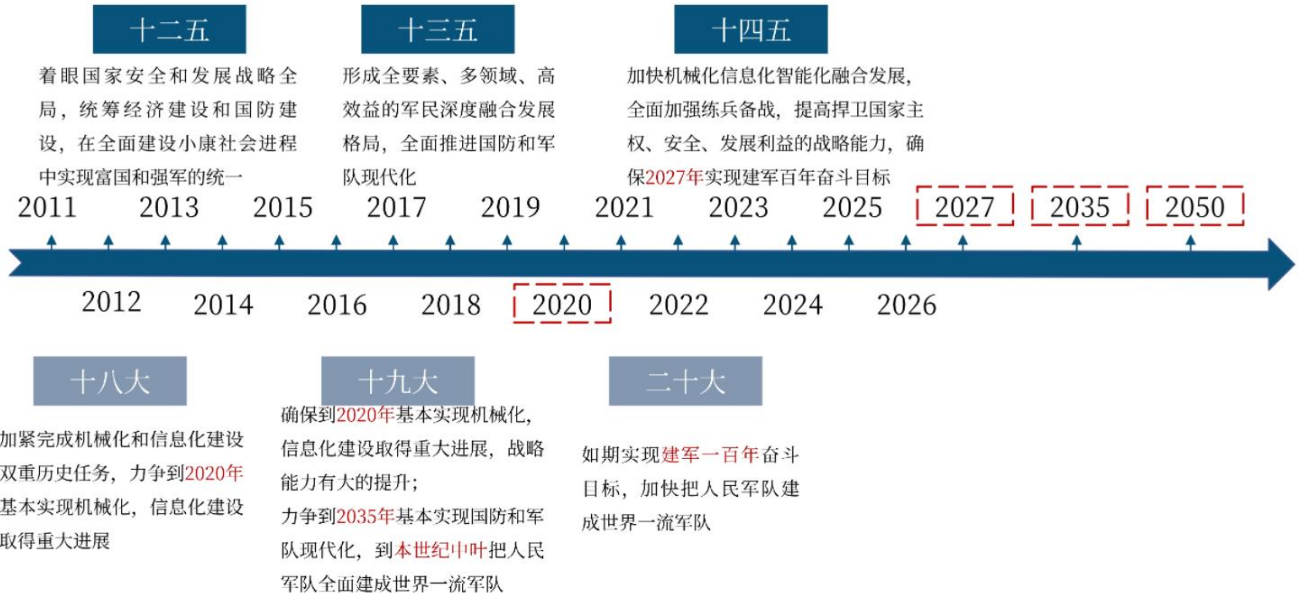 十二五
着眼国家安全和发展战略全
局，统筹经济建设和国防建
设，在全面建设小康社会进程
中实现富国和强军的统一
十三五
形成全要素、多领域、高
效益的军民深度融合发展
格局，全面推进国防和军
队现代化
十四五
加快机械化信息化智能化融合发展，
全面加强练兵备战，提高捍卫国家主
权、安全、发展利益的战略能力，确
保2027年实现建军百年奋斗目标
2011 2013 2015 2017 2019 2021 2023 2025 2027 2035 2050
2012 2014 2016 2018 2020 2022 2024 2026
十八大
加紧完成机械化和信息化建设
双重历史任务，力争到2020年
基本实现机械化，信息化建设
取得重大进展
十九大
确保到2020年基本实现机械化，
信息化建设取得重大进展，战略
能力有大的提升；
力争到2035年基本实现国防和军
队现代化，到本世纪中叶把人民
军队全面建成世界一流军队
二十大
如期实现建军一百年奋斗
目标，加快把人民军队建
成世界一流军队